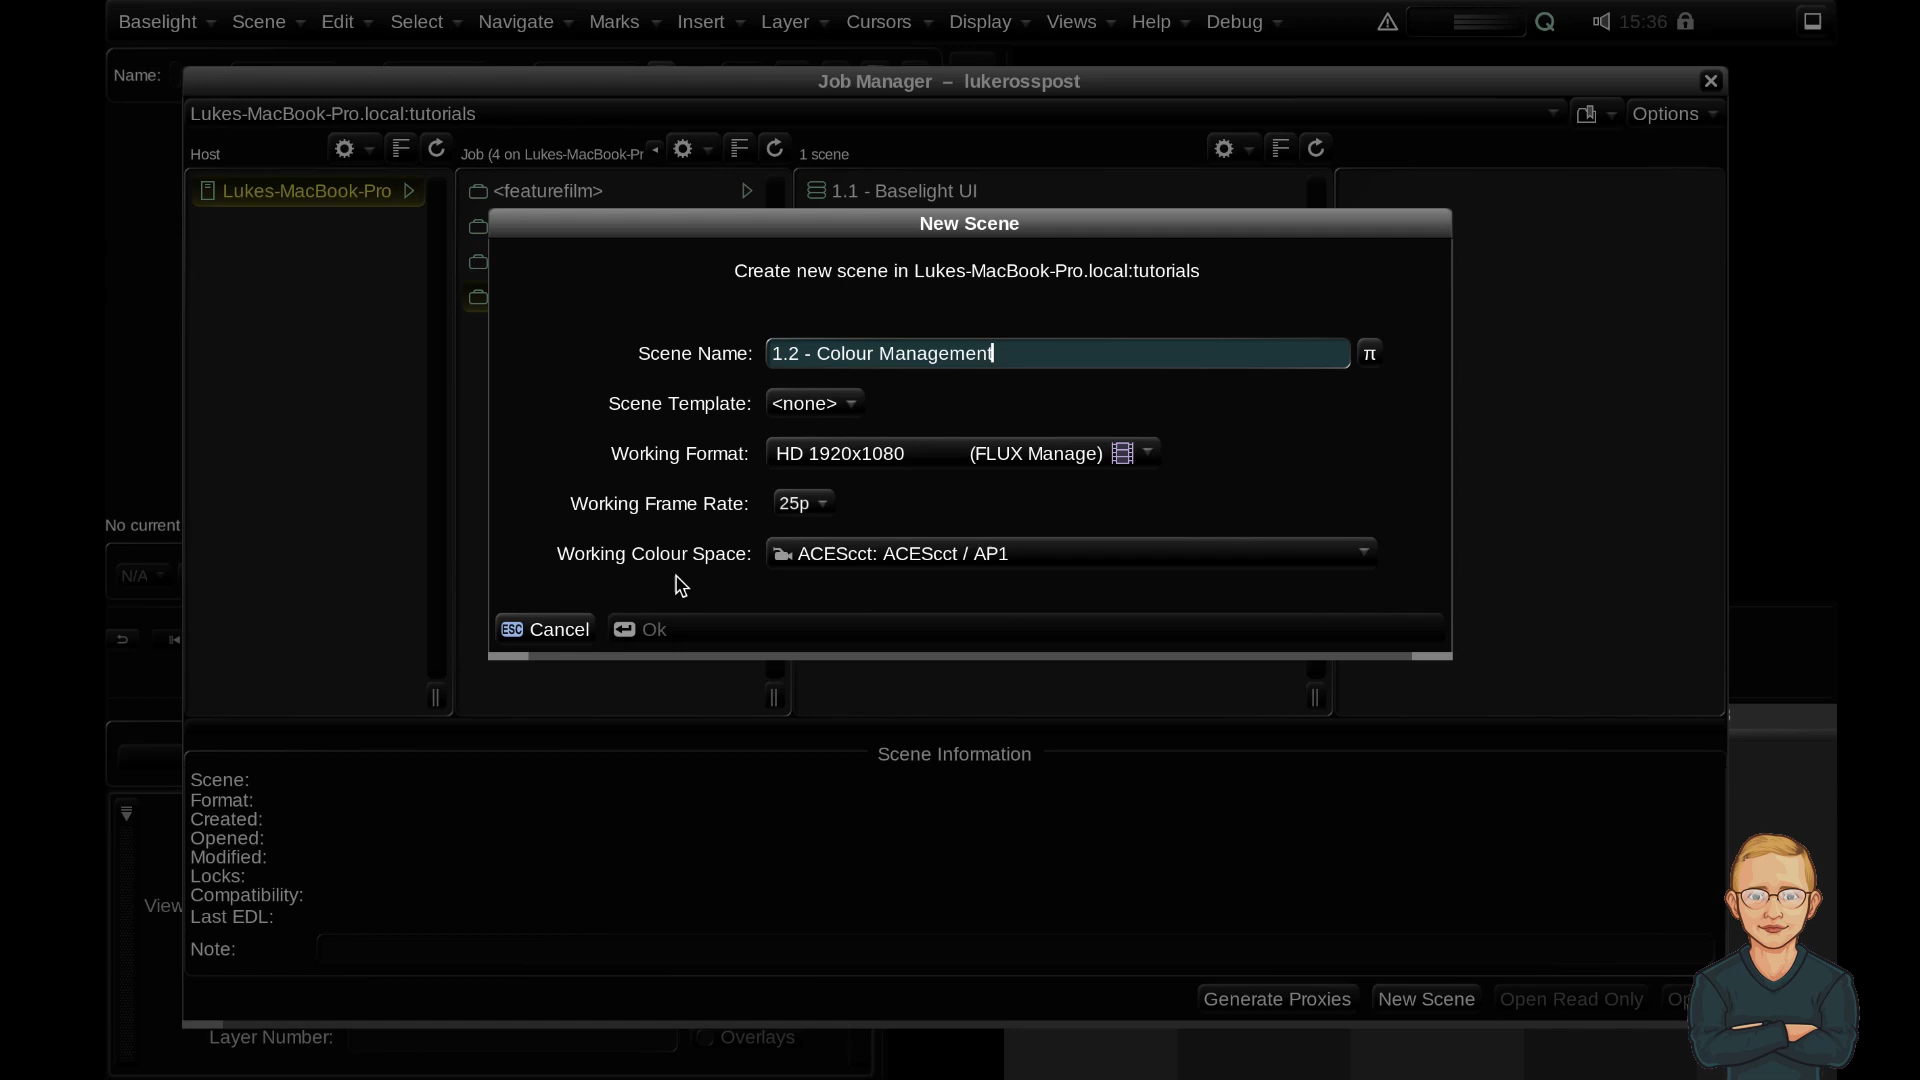 Baselight Scene Edit Select Navigate Marks Insert Layer Cursors Display Views Help Debug 15:36
Name:
Job Manager – lukerosspost
Lukes-MacBook-Pro.local:tutorials Options
Host Job (4 on Lukes-MacBook-Pr 1 scene
Lukes-MacBook-Pro <featurefilm> 1.1 - Baselight UI
New Scene
Create new scene in Lukes-MacBook-Pro.local:tutorials
Scene Name: 1.2 - Colour Management π
Scene Template: <none>
Working Format: HD 1920x1080 (FLUX Manage)
Working Frame Rate: 25p
No current
Working Colour Space: ACEScct: ACEScct / AP1
N/A
ESC Cancel Ok
Scene Information
Scene:
Format:
Created:
Opened:
Modified:
Locks:
Compatibility:
View
Last EDL:
Note:
Generate Proxies New Scene Open Read Only Op
Layer Number: Overlays